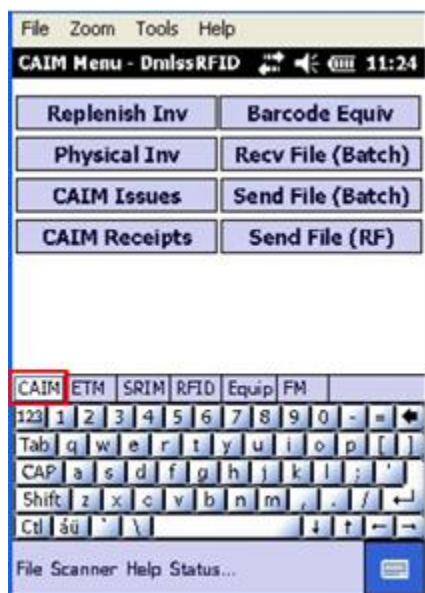 File Zoom Tools Help
CAIM Menu - DmlssRFID 11:24
Replenish Inv Barcode Equiv
Physical Inv Recv File (Batch)
CAIM Issues Send File (Batch)
CAIM Receipts Send File (RF)
CAIM ETM SRIM RFID Equip FM
123 1 2 3 4 5 6 7 8 9 0 - =
Tab q w e r t y u i o p [ ]
CAP a s d f g h j k l ; '
Shift z x c v b n m , . /
Ctl áü ` \
File Scanner Help Status...